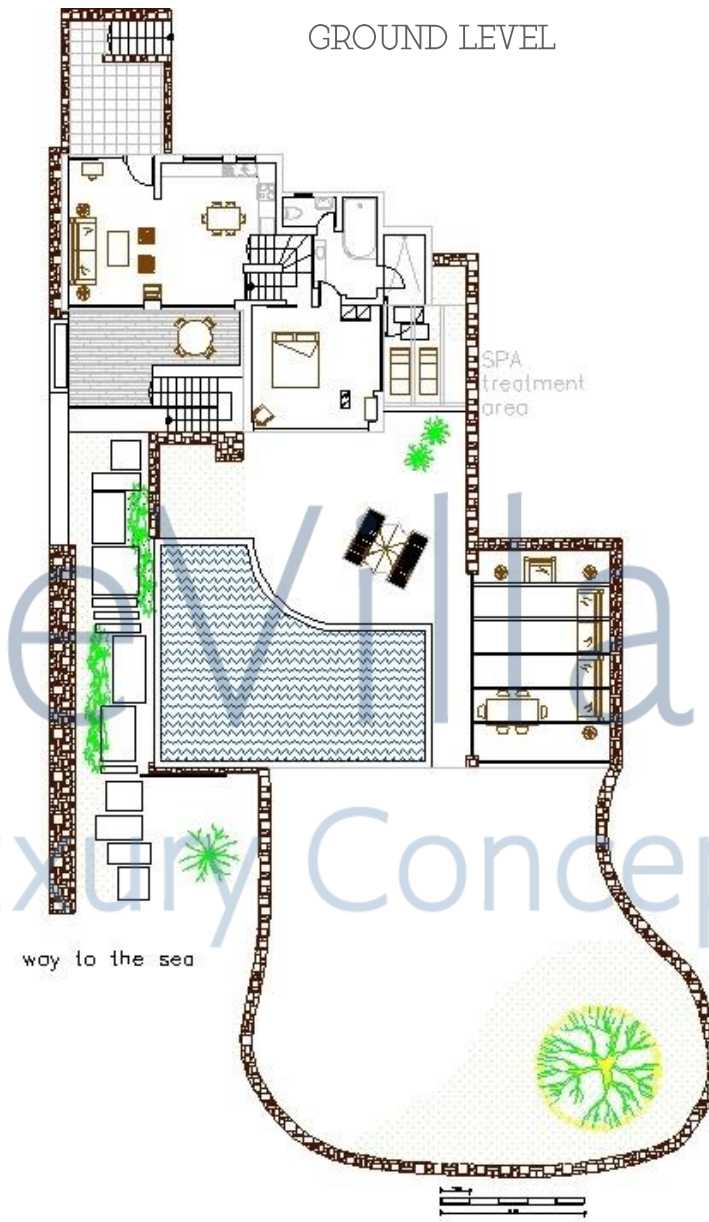 GROUND LEVEL
SPA
treatment
area
eVilla
xury Concep
way to the sea